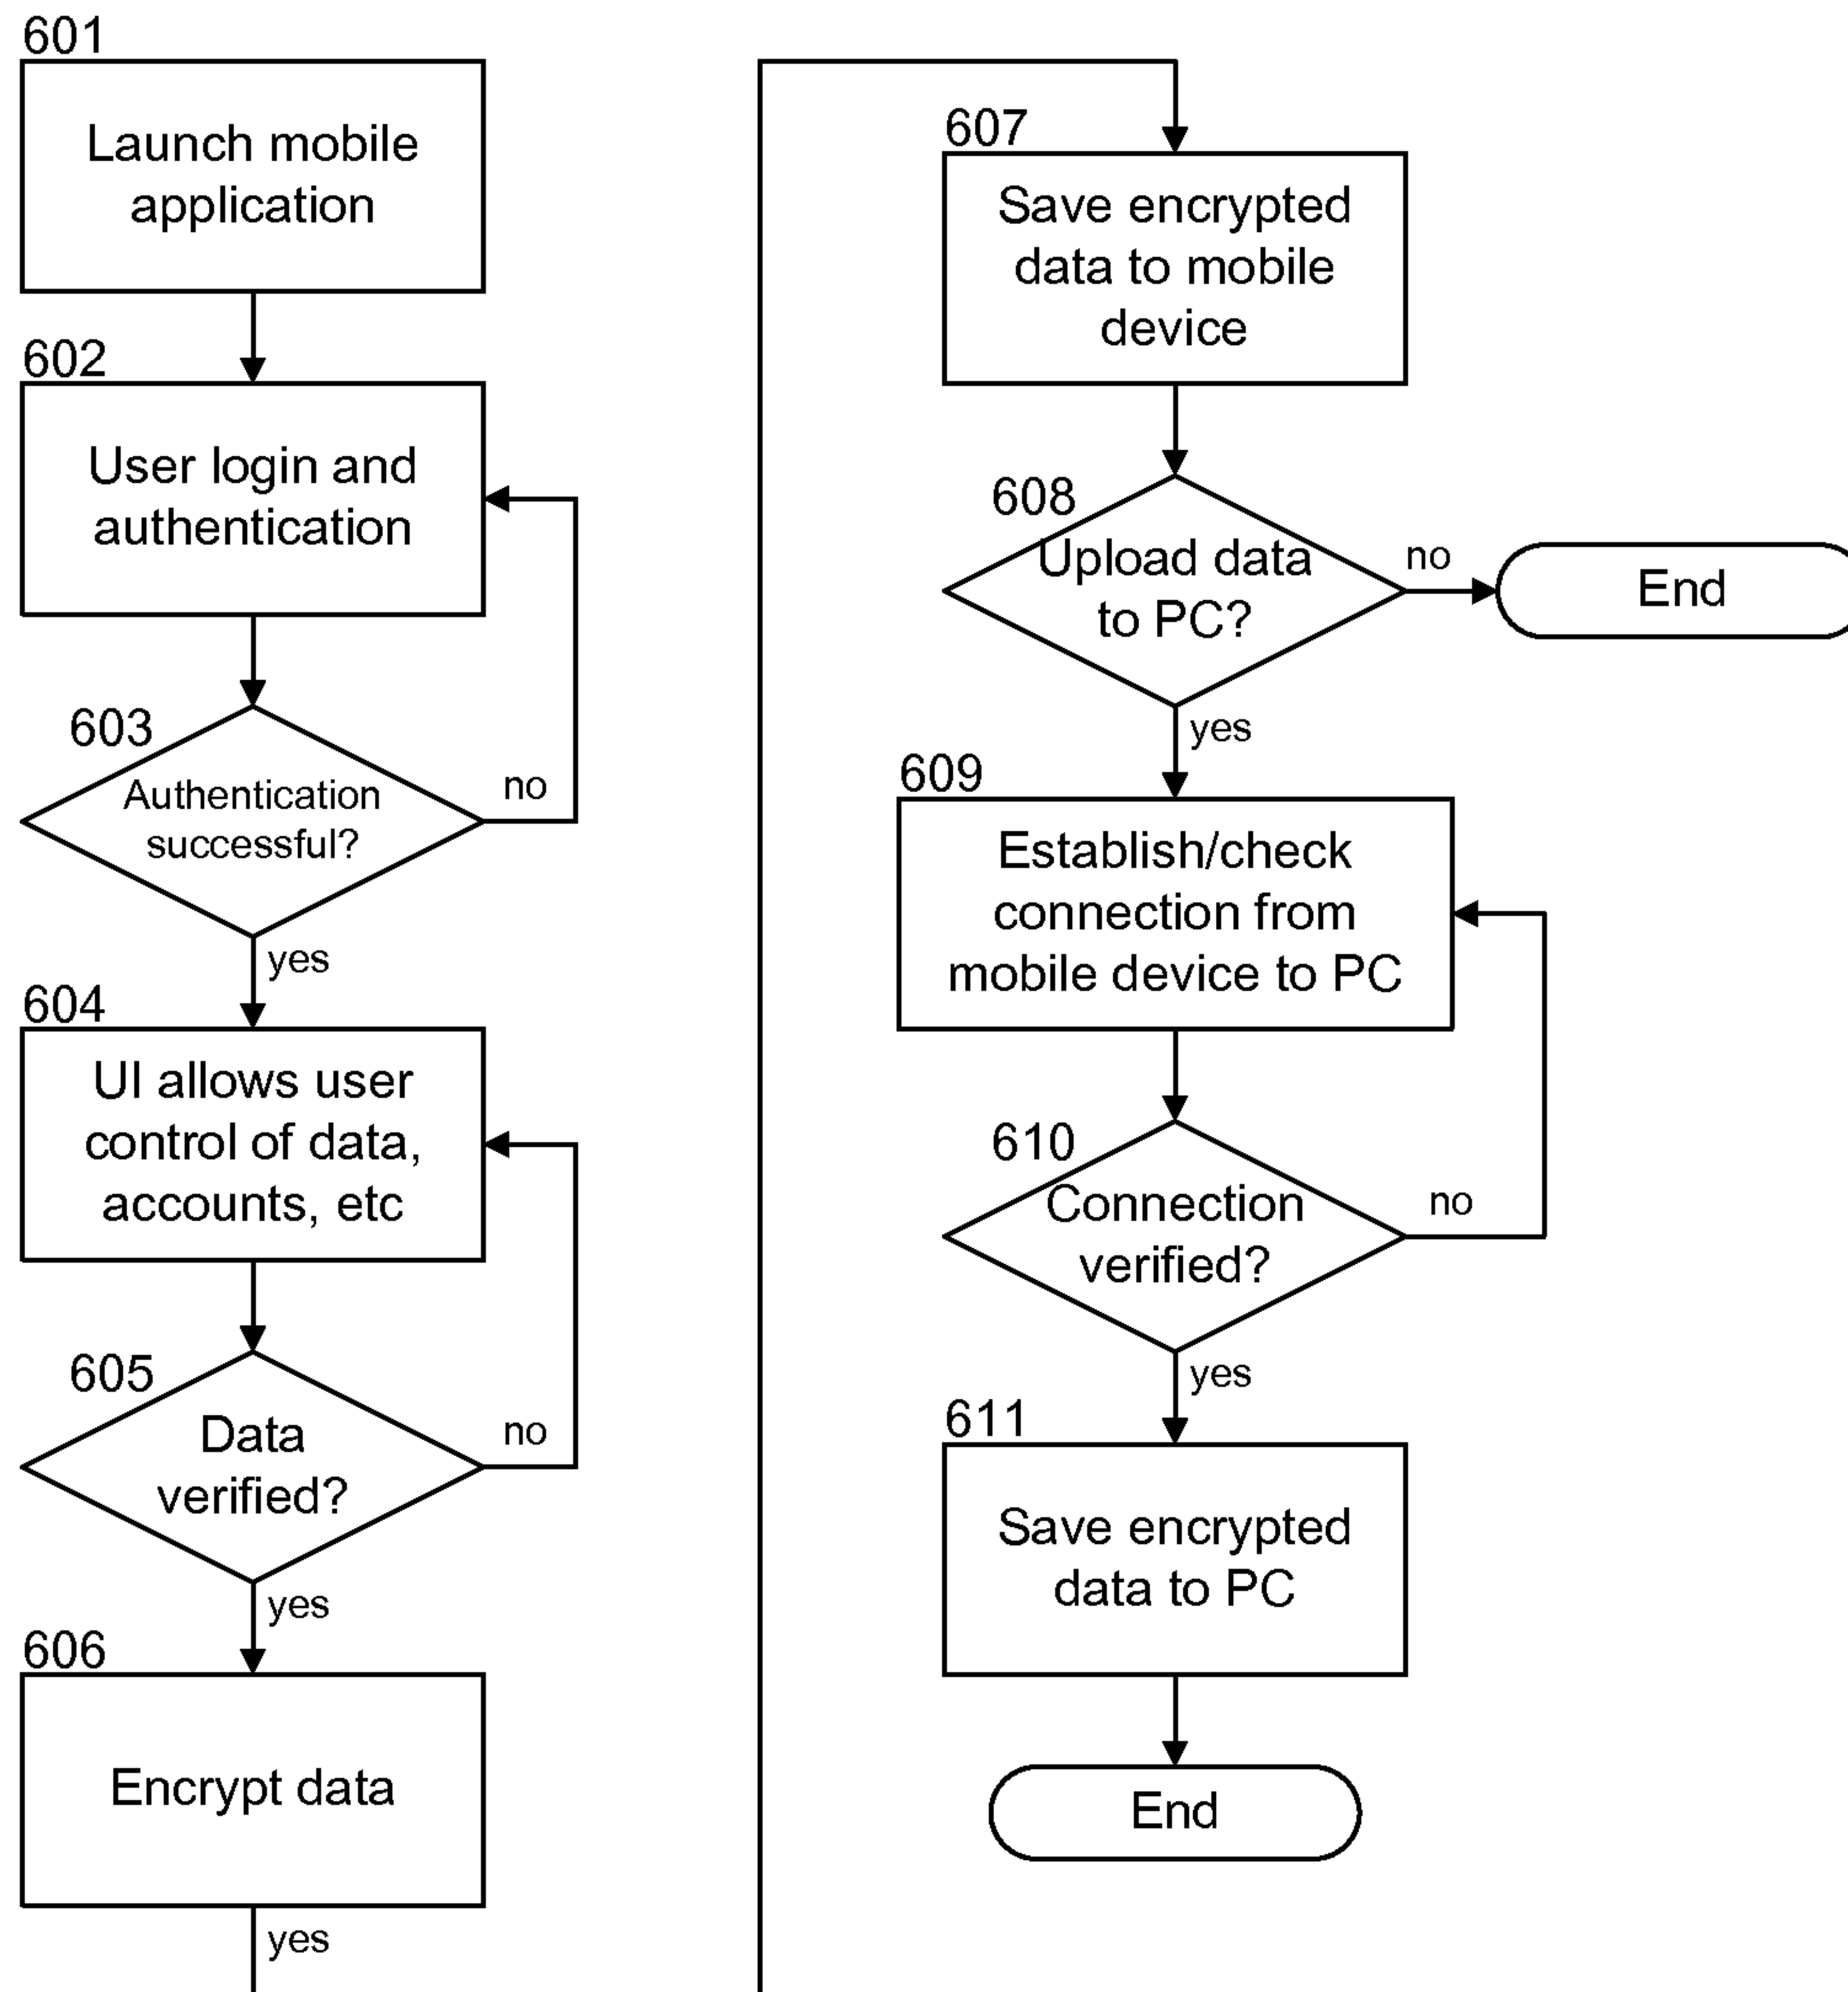 601
Launch mobile
application
602
User login and
authentication
603
Authentication
successful?
no
yes
604
UI allows user
control of data,
accounts, etc
605
Data
verified?
no
yes
606
Encrypt data
yes
607
Save encrypted
data to mobile
device
608
Upload data
to PC?
no
End
yes
609
Establish/check
connection from
mobile device to PC
610
Connection
verified?
no
yes
611
Save encrypted
data to PC
End